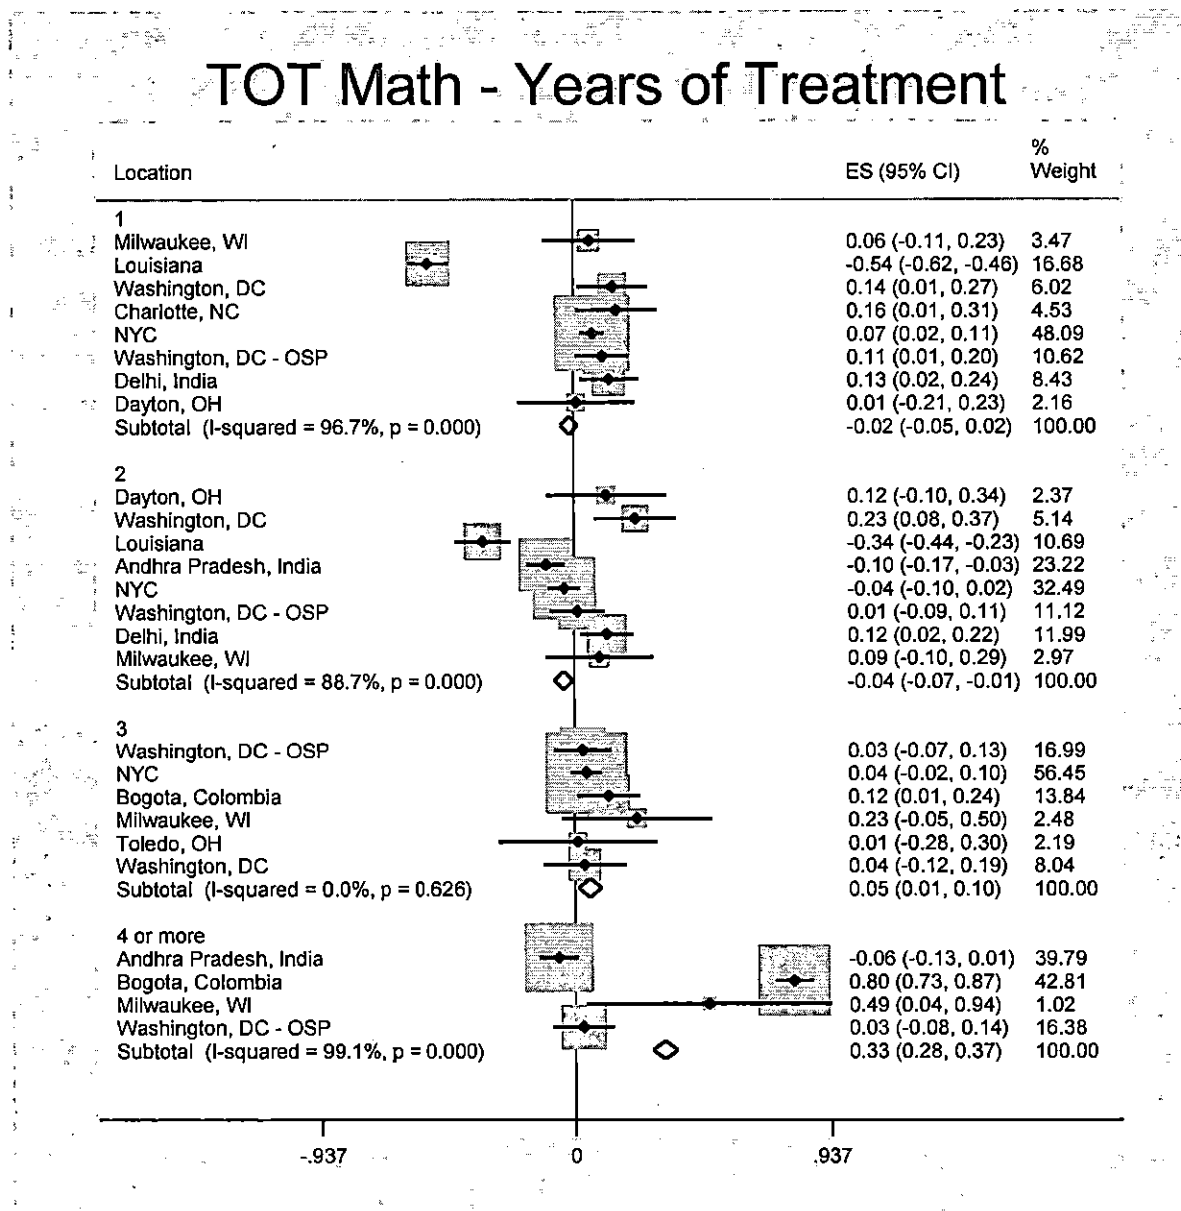 TOT Math - Years of Treatment
%
Location ES (95% CI) Weight
1
Milwaukee, WI 0.06 (-0.11, 0.23) 3.47
Louisiana -0.54 (-0.62, -0.46) 16.68
Washington, DC 0.14 (0.01, 0.27) 6.02
Charlotte, NC 0.16 (0.01, 0.31) 4.53
NYC 0.07 (0.02, 0.11) 48.09
Washington, DC - OSP 0.11 (0.01, 0.20) 10.62
Delhi, India 0.13 (0.02, 0.24) 8.43
Dayton, OH 0.01 (-0.21, 0.23) 2.16
Subtotal (I-squared = 96.7%, p = 0.000) -0.02 (-0.05, 0.02) 100.00
2
Dayton, OH 0.12 (-0.10, 0.34) 2.37
Washington, DC 0.23 (0.08, 0.37) 5.14
Louisiana -0.34 (-0.44, -0.23) 10.69
Andhra Pradesh, India -0.10 (-0.17, -0.03) 23.22
NYC -0.04 (-0.10, 0.02) 32.49
Washington, DC - OSP 0.01 (-0.09, 0.11) 11.12
Delhi, India 0.12 (0.02, 0.22) 11.99
Milwaukee, WI 0.09 (-0.10, 0.29) 2.97
Subtotal (I-squared = 88.7%, p = 0.000) -0.04 (-0.07, -0.01) 100.00
3
Washington, DC - OSP 0.03 (-0.07, 0.13) 16.99
NYC 0.04 (-0.02, 0.10) 56.45
Bogota, Colombia 0.12 (0.01, 0.24) 13.84
Milwaukee, WI 0.23 (-0.05, 0.50) 2.48
Toledo, OH 0.01 (-0.28, 0.30) 2.19
Washington, DC 0.04 (-0.12, 0.19) 8.04
Subtotal (I-squared = 0.0%, p = 0.626) 0.05 (0.01, 0.10) 100.00
4 or more
Andhra Pradesh, India -0.06 (-0.13, 0.01) 39.79
Bogota, Colombia 0.80 (0.73, 0.87) 42.81
Milwaukee, WI 0.49 (0.04, 0.94) 1.02
Washington, DC - OSP 0.03 (-0.08, 0.14) 16.38
Subtotal (I-squared = 99.1%, p = 0.000) 0.33 (0.28, 0.37) 100.00
-.937 0 .937